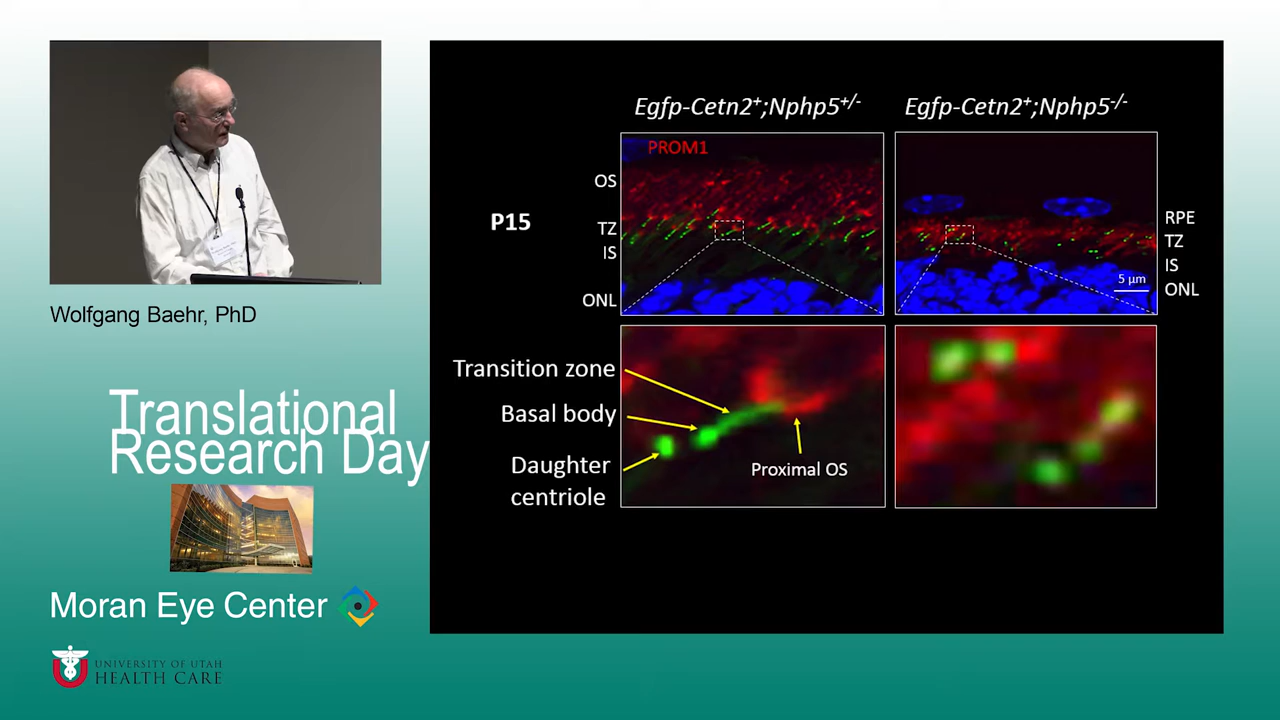 Egfp-Cetn2+;Nphp5+/-
Egfp-Cetn2+;Nphp5-/-
PROM1
OS
P15
TZ
IS
ONL
RPE
TZ
IS
ONL
5 μm
Wolfgang Baehr, PhD
Transition zone
Basal body
Daughter
centriole
Proximal OS
Translational
Research Day
Moran Eye Center
UNIVERSITY OF UTAH
HEALTH CARE